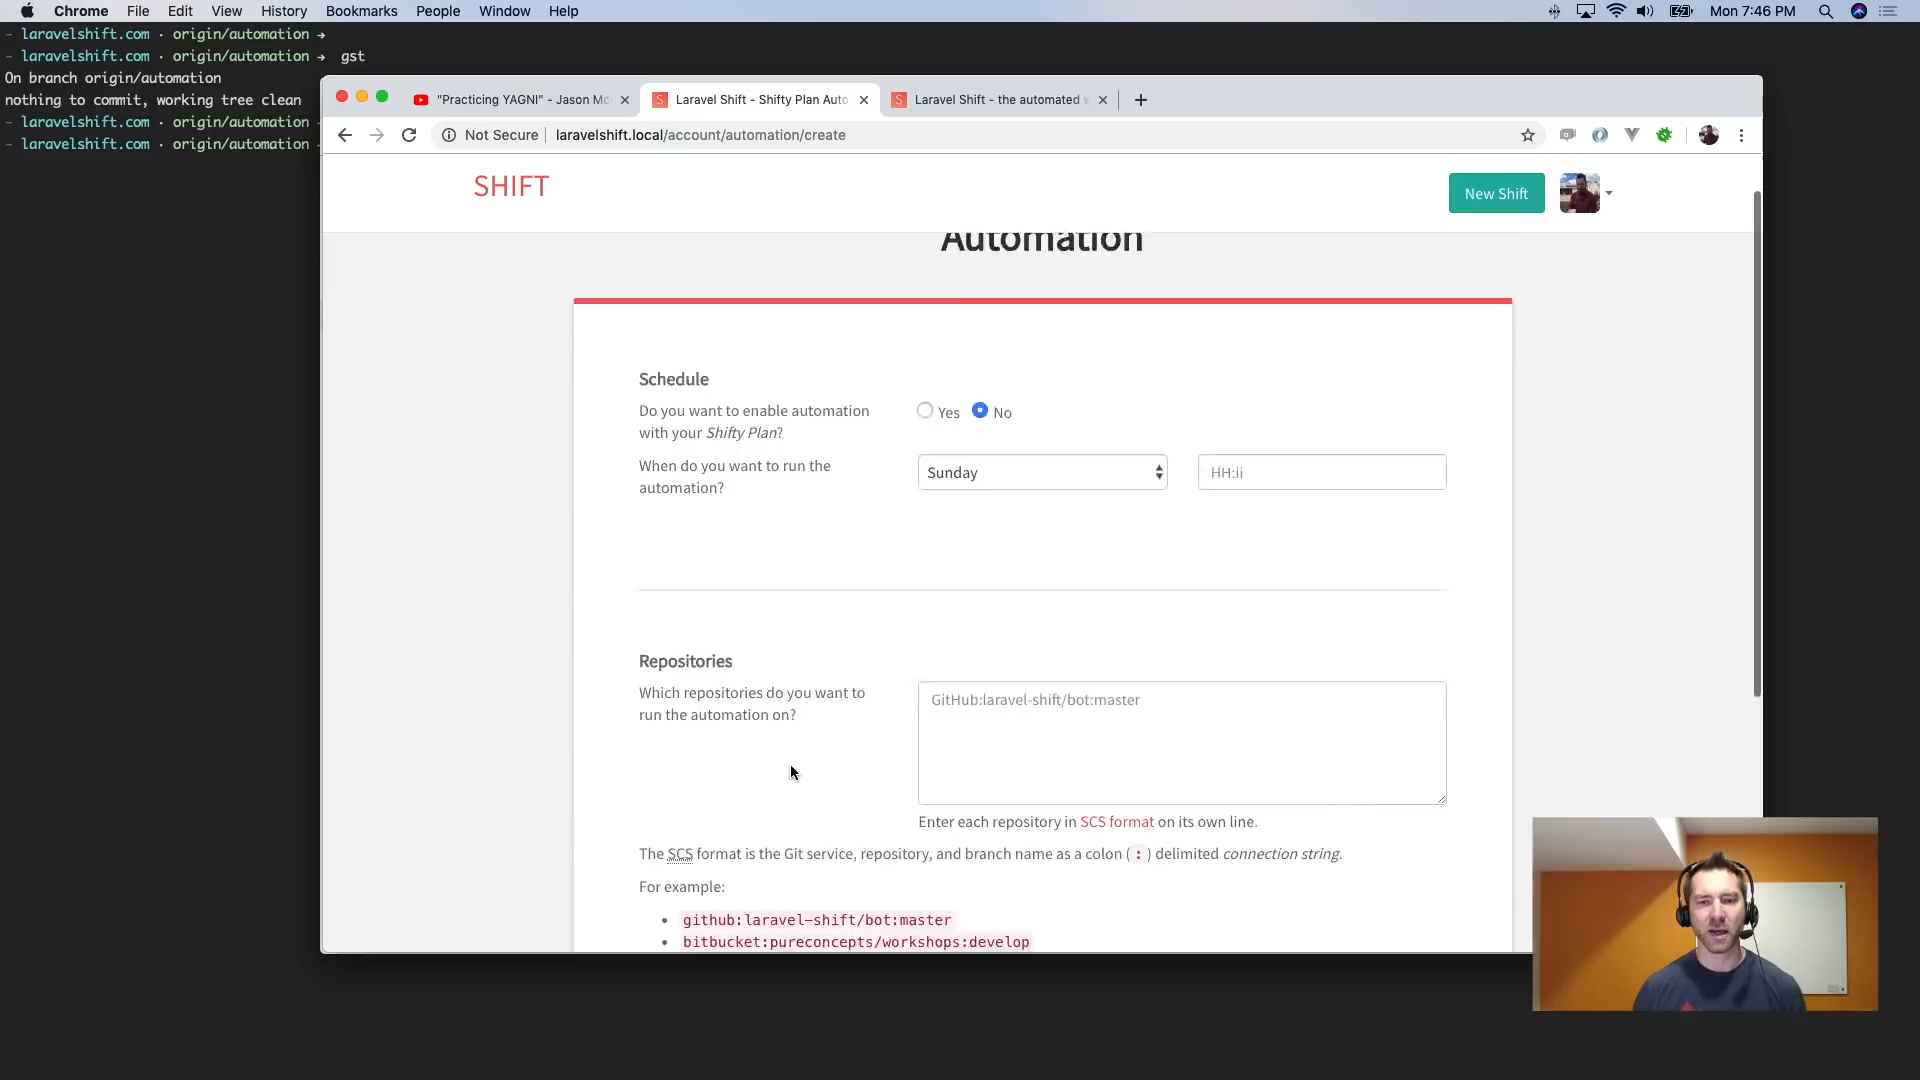 Chrome File Edit View History Bookmarks People Window Help
Mon 7:46 PM
- laravelshift.com · origin/automation →
- laravelshift.com · origin/automation → gst
On branch origin/automation
nothing to commit, working tree clean
- laravelshift.com · origin/automation
- laravelshift.com · origin/automation
"Practicing YAGNI" - Jason Mc
Laravel Shift - Shifty Plan Auto
Laravel Shift - the automated
Not Secure laravelshift.local/account/automation/create
SHIFT
New Shift
Automation
Schedule
Do you want to enable automation
with your Shifty Plan?
Yes No
When do you want to run the
automation?
Sunday
HH:ii
Repositories
Which repositories do you want to
run the automation on?
GitHub:laravel-shift/bot:master
Enter each repository in SCS format on its own line.
The SCS format is the Git service, repository, and branch name as a colon ( : ) delimited connection string.
For example:
• github:laravel-shift/bot:master
• bitbucket:pureconcepts/workshops:develop